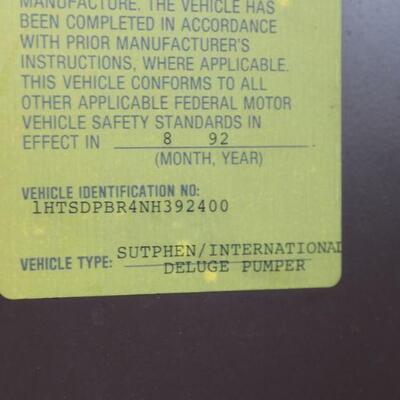 MANUFACTURE. THE VEHICLE HAS
BEEN COMPLETED IN ACCORDANCE
WITH PRIOR MANUFACTURER'S
INSTRUCTIONS, WHERE APPLICABLE.
THIS VEHICLE CONFORMS TO ALL
OTHER APPLICABLE FEDERAL MOTOR
VEHICLE SAFETY STANDARDS IN
EFFECT IN 8 92
(MONTH, YEAR)
VEHICLE IDENTIFICATION NO:
1HTSDPBR4NH392400
SUTPHEN/INTERNATIONAL
VEHICLE TYPE: DELUGE PUMPER